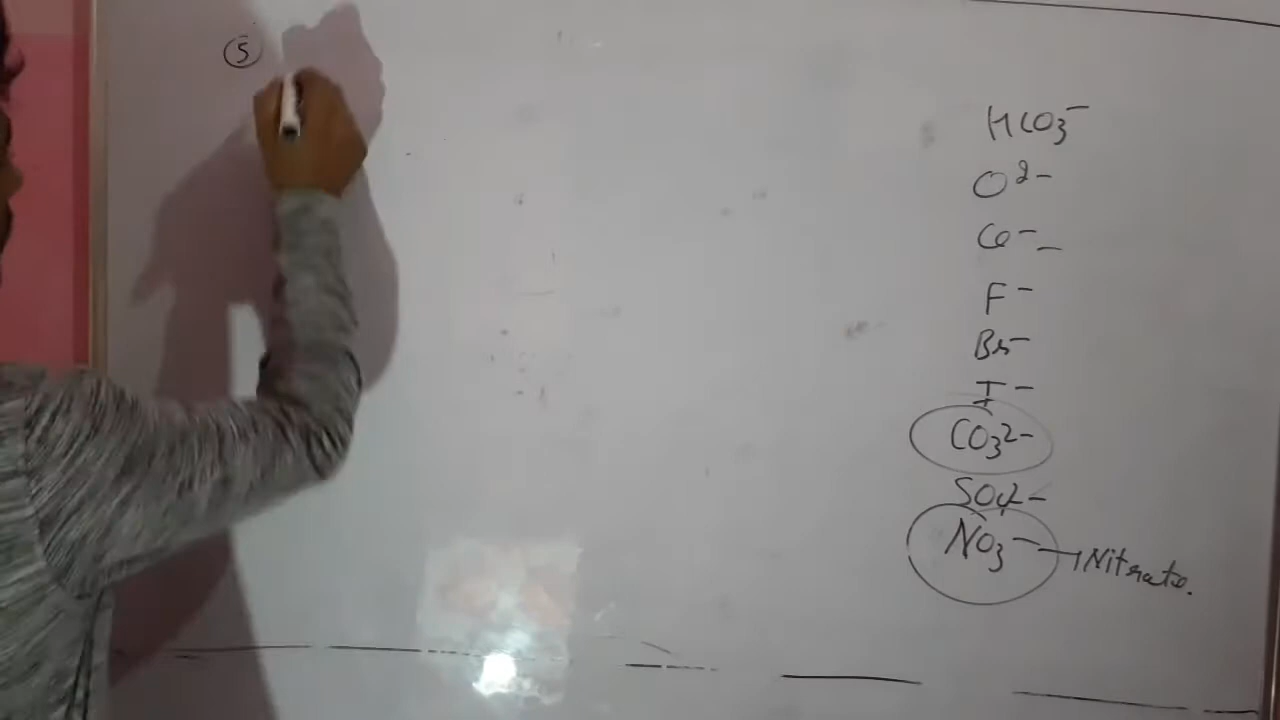 ⑤
HCO3-
O2-
Cl-
F-
Br-
I-
CO32-
SO42-
NO3- → Nitrate.